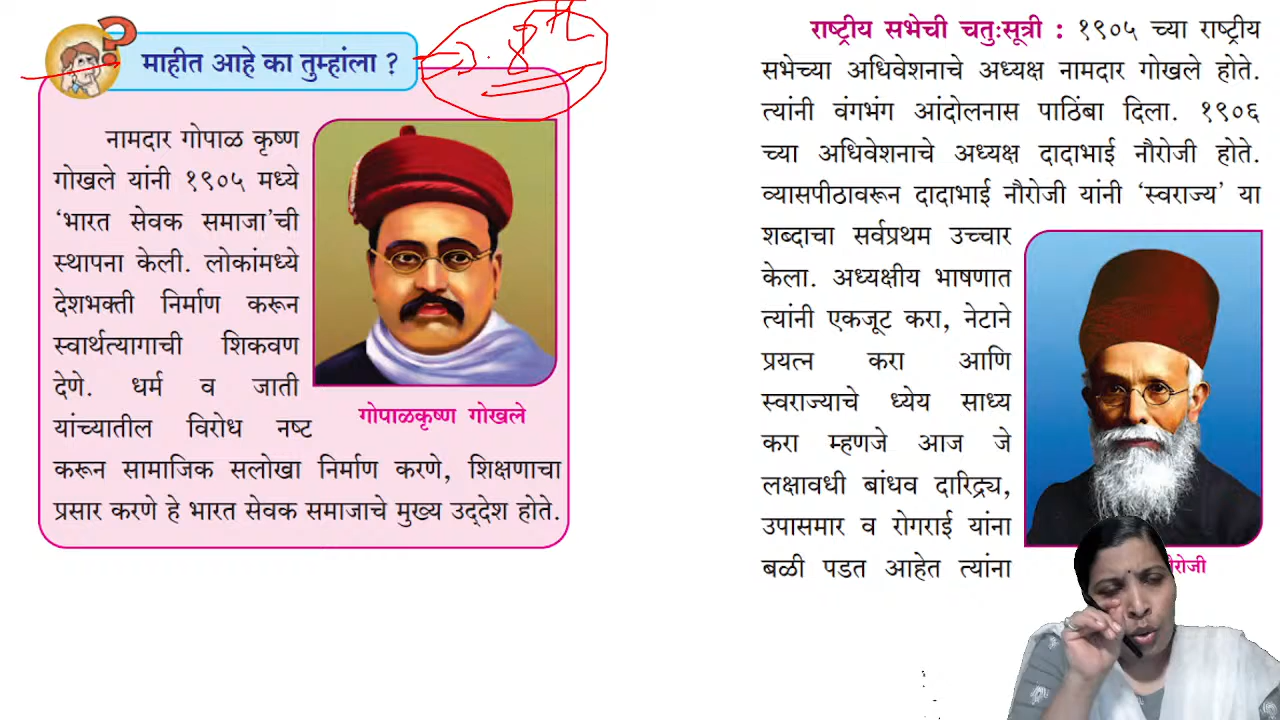 माहीत आहे का तुम्हांला ?
नामदार गोपाळ कृष्ण
गोखले यांनी १९०५ मध्ये
‘भारत सेवक समाजा’ची
स्थापना केली. लोकांमध्ये
देशभक्ती निर्माण करून
स्वार्थत्यागाची शिकवण
देणे. धर्म व जाती
यांच्यातील विरोध नष्ट
करून सामाजिक सलोखा निर्माण करणे, शिक्षणाचा
प्रसार करणे हे भारत सेवक समाजाचे मुख्य उद्देश होते.
गोपाळकृष्ण गोखले
राष्ट्रीय सभेची चतुःसूत्री : १९०५ च्या राष्ट्रीय
सभेच्या अधिवेशनाचे अध्यक्ष नामदार गोखले होते.
त्यांनी वंगभंग आंदोलनास पाठिंबा दिला. १९०६
च्या अधिवेशनाचे अध्यक्ष दादाभाई नौरोजी होते.
व्यासपीठावरून दादाभाई नौरोजी यांनी ‘स्वराज्य’ या
शब्दाचा सर्वप्रथम उच्चार
केला. अध्यक्षीय भाषणात
त्यांनी एकजूट करा, नेटाने
प्रयत्न करा आणि
स्वराज्याचे ध्येय साध्य
करा म्हणजे आज जे
लक्षावधी बांधव दारिद्र्य,
उपासमार व रोगराई यांना
बळी पडत आहेत त्यांना